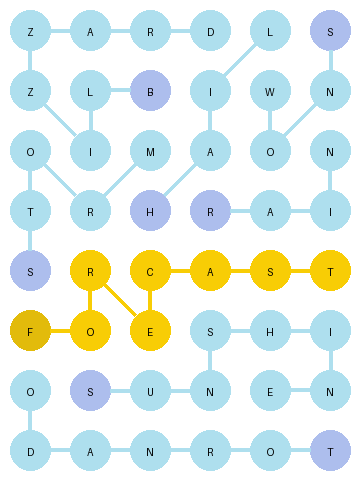 Z A R D L S
Z L B I W N
O I M A O N
T R H R A I
S R C A S T
F O E S H I
O S U N E N
D A N R O T